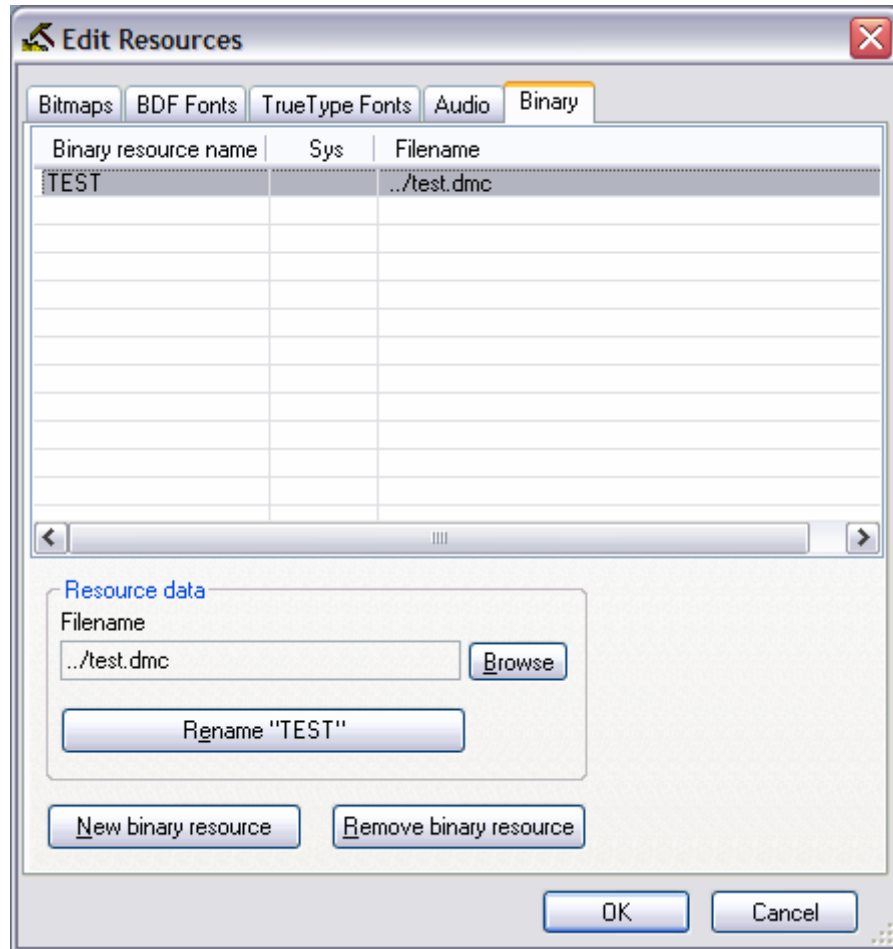 Edit Resources
Bitmaps BDF Fonts TrueType Fonts Audio Binary
Binary resource name Sys Filename
TEST ../test.dmc
Resource data
Filename
../test.dmc Browse
Rename "TEST"
New binary resource Remove binary resource
OK Cancel